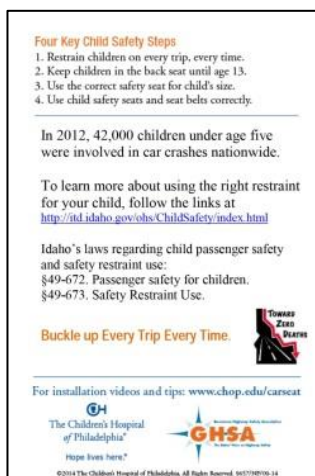 Four Key Child Safety Steps
1. Restrain children on every trip, every time.
2. Keep children in the back seat until age 13.
3. Use the correct safety seat for child's size.
4. Use child safety seats and seat belts correctly.
In 2012, 42,000 children under age five
were involved in car crashes nationwide.
To learn more about using the right restraint
for your child, follow the links at
http://itd.idaho.gov/ohs/ChildSafety/index.html
Idaho's laws regarding child passenger safety
and safety restraint use:
§49-672. Passenger safety for children.
§49-673. Safety Restraint Use.
TOWARD
ZERO
DEATHS
Buckle up Every Trip Every Time.
For installation videos and tips: www.chop.edu/carseat
The Children's Hospital
of Philadelphia®
Hope lives here.®
Governors Highway Safety Association
GHSA
©2014 The Children's Hospital of Philadelphia, All Rights Reserved.